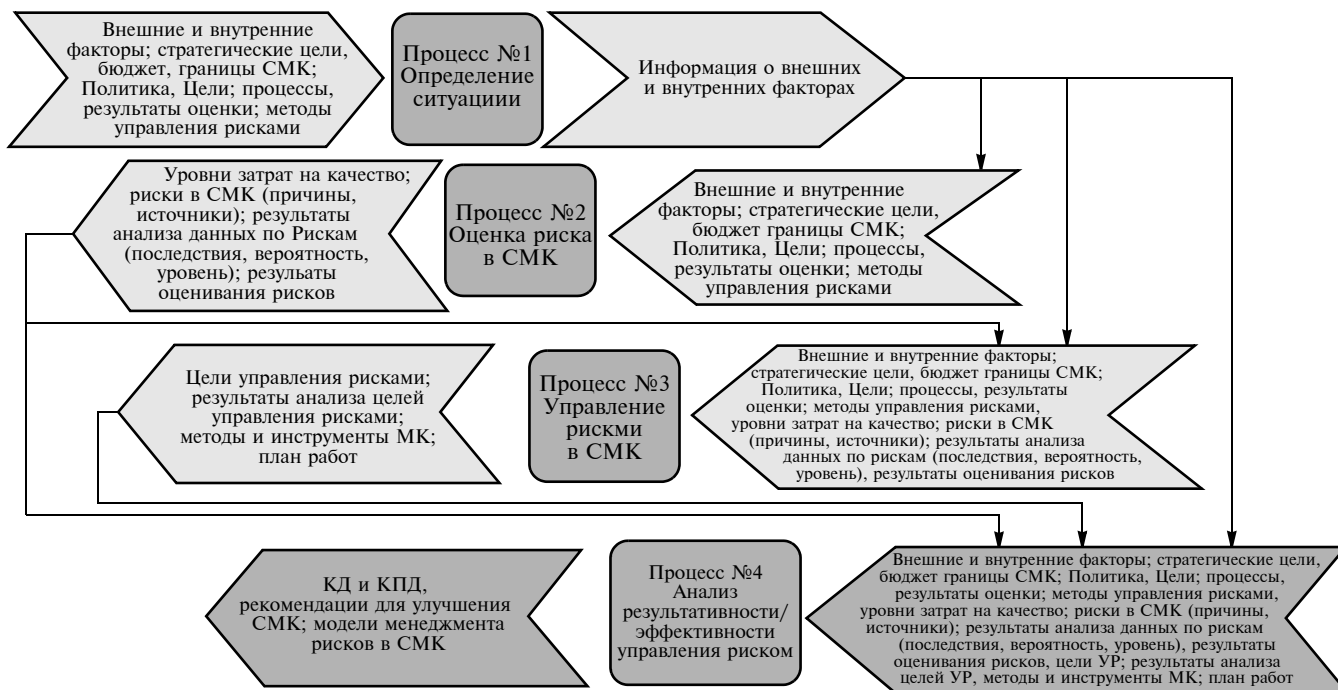 Внешние и внутренние
факторы; стратегические цели,
бюджет, границы СМК;
Политика, Цели; процессы,
результаты оценки; методы
управления рисками
Процесс №1
Определение
ситуациии
Информация о внешних
и внутренних факторах
Уровни затрат на качество;
риски в СМК (причины,
источники); результаты
анализа данных по Рискам
(последствия, вероятность,
уровень); резульаты
оценивания рисков
Процесс №2
Оценка риска
в СМК
Внешние и внутренние
факторы; стратегические цели,
бюджет границы СМК;
Политика, Цели; процессы,
результаты оценки; методы
управления рисками
Цели управления рисками;
результаты анализа целей
управления рисками;
методы и инструменты МК;
план работ
Процесс №3
Управление
рискми
в СМК
Внешние и внутренние факторы;
стратегические цели, бюджет границы СМК;
Политика, Цели; процессы, результаты
оценки; методы управления рисками,
уровни затрат на качество; риски в СМК
(причины, источники); результаты анализа
данных по рискам (последствия, вероятность,
уровень), результаты оценивания рисков
КД и КПД,
рекомендации для улучшения
СМК; модели менеджмента
рисков в СМК
Процесс №4
Анализ
результативности/
эффективности
управления риском
Внешние и внутренние факторы; стратегические цели,
бюджет границы СМК; Политика, Цели; процессы,
результаты оценки; методы управления рисками,
уровни затрат на качество; риски в СМК (причины,
источники); результаты анализа данных по рискам
(последствия, вероятность, уровень), результаты
оценивания рисков, цели УР; результаты анализа
целей УР, методы и инструменты МК; план работ